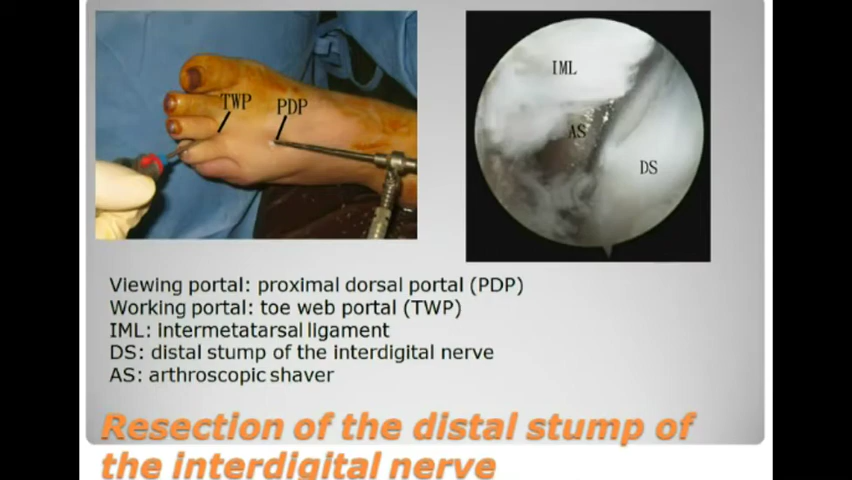 TWP
PDP
IML
AS
DS
Viewing portal: proximal dorsal portal (PDP)
Working portal: toe web portal (TWP)
IML: intermetatarsal ligament
DS: distal stump of the interdigital nerve
AS: arthroscopic shaver
Resection of the distal stump of
the interdigital nerve